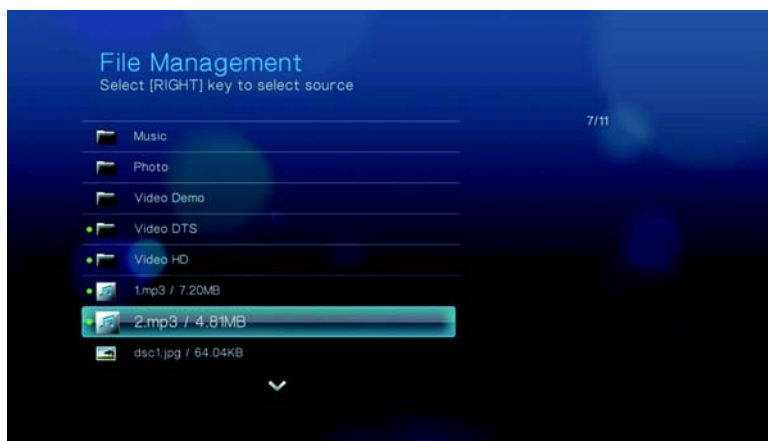 File Management
Select [RIGHT] key to select source
7/11
Music
Photo
Video Demo
Video DTS
Video HD
1.mp3 / 7.20MB
2.mp3 / 4.81MB
dsc1.jpg / 64.04KB